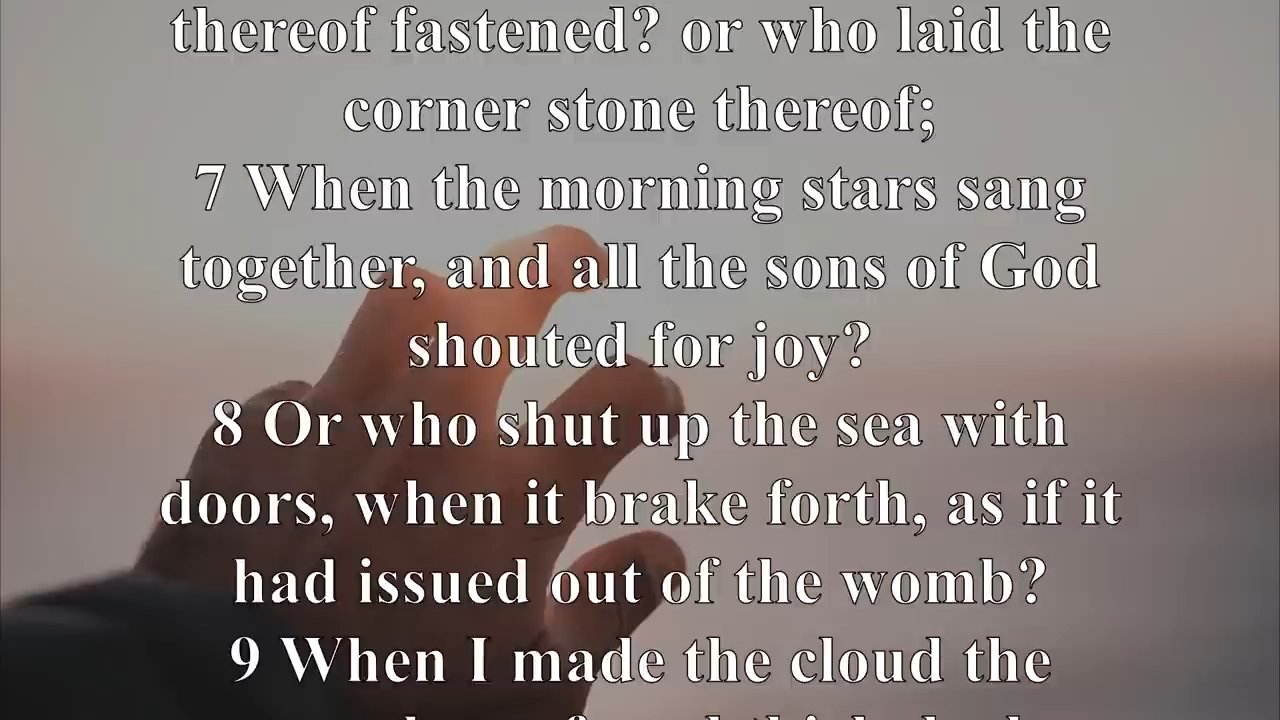 thereof fastened? or who laid the
corner stone thereof;
7 When the morning stars sang
together, and all the sons of God
shouted for joy?
8 Or who shut up the sea with
doors, when it brake forth, as if it
had issued out of the womb?
9 When I made the cloud the